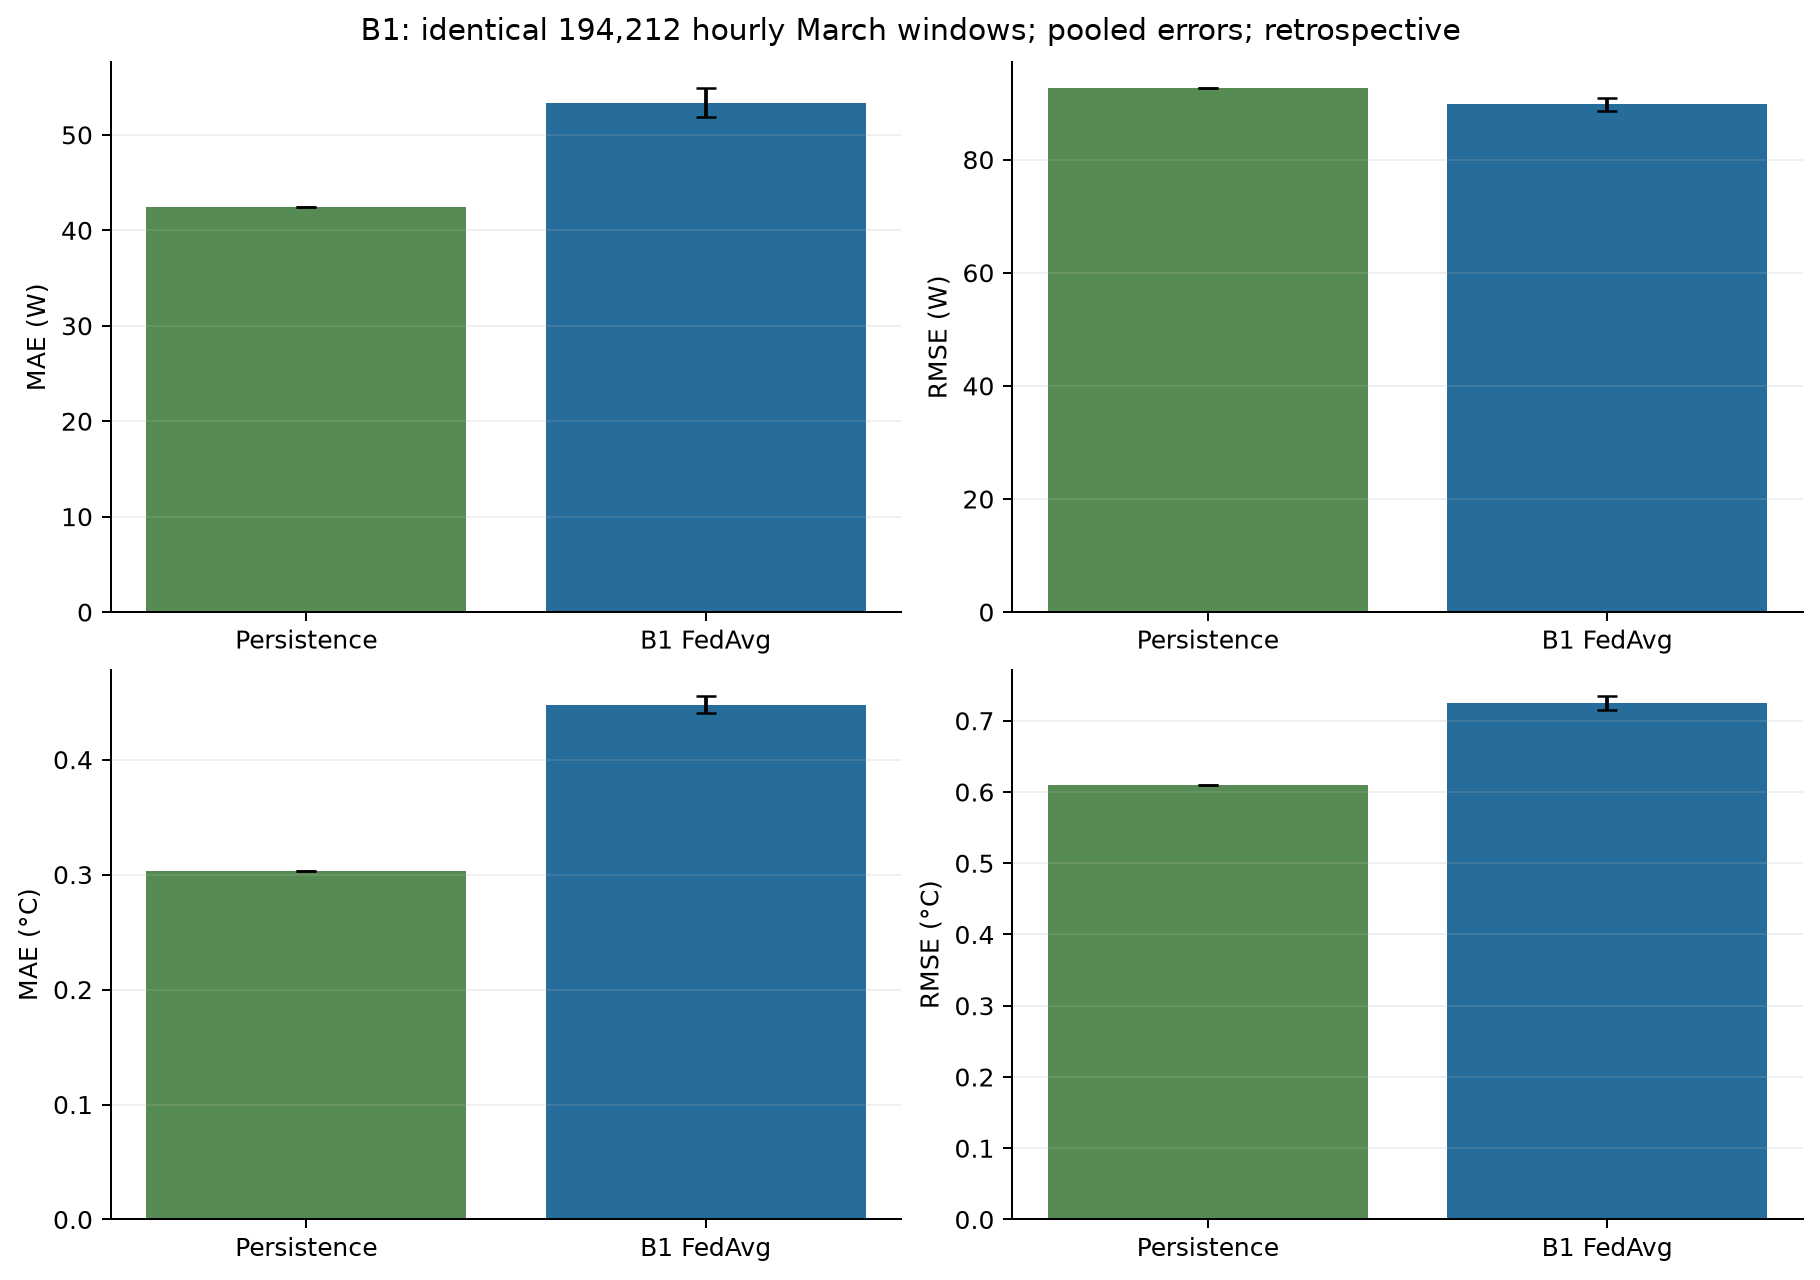 B1: identical 194,212 hourly March windows; pooled errors; retrospective
MAE (W)
50
40
30
20
10
0
Persistence
B1 FedAvg
RMSE (W)
80
60
40
20
0
Persistence
B1 FedAvg
MAE (°C)
0.4
0.3
0.2
0.1
0.0
Persistence
B1 FedAvg
RMSE (°C)
0.7
0.6
0.5
0.4
0.3
0.2
0.1
0.0
Persistence
B1 FedAvg